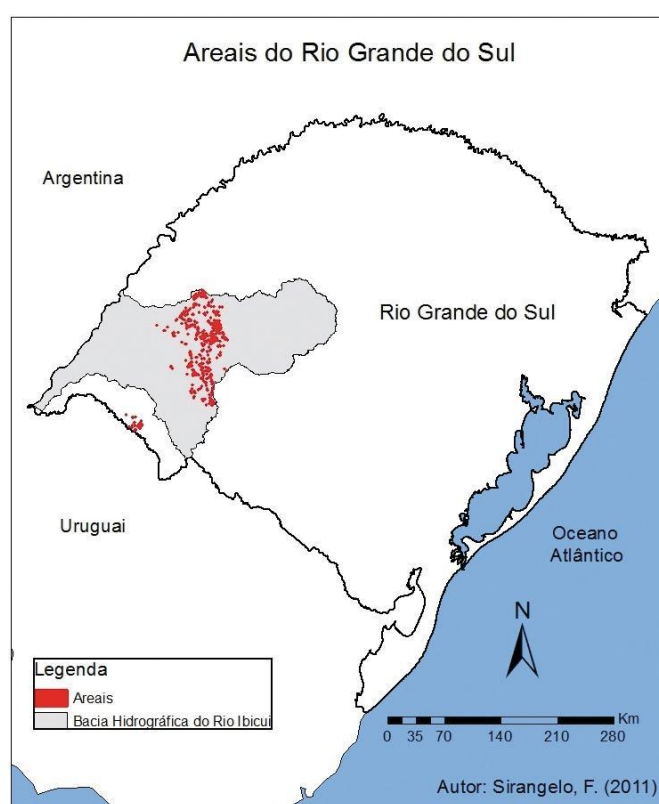 Areais do Rio Grande do Sul
Argentina
Rio Grande do Sul
Uruguai
Oceano
Atlântico
N
Legenda
Areais
Bacia Hidrográfica do Rio Ibicuí
Km
0 35 70 140 210 280
Autor: Sirangelo, F. (2011)